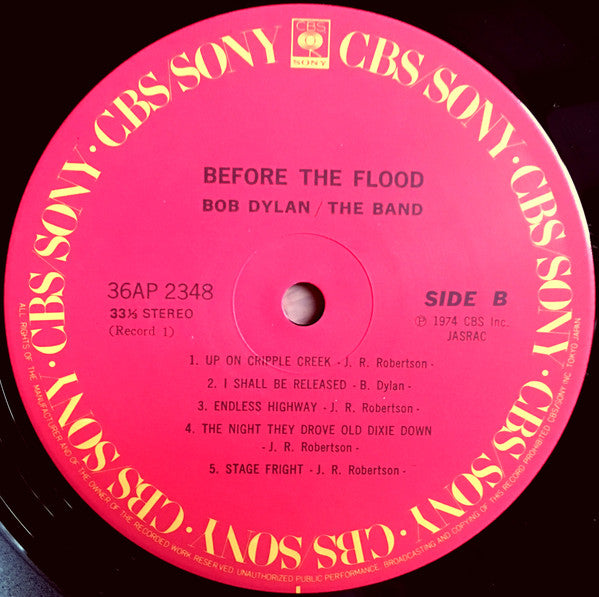 CBS
SONY
CBS/SONY · CBS/SONY · CBS/SONY · CBS/SONY · CBS/SONY · CBS/SONY · CBS/SONY · CBS/SONY
BEFORE THE FLOOD
BOB DYLAN / THE BAND
36AP 2348
33⅓ STEREO
(Record 1)
SIDE B
Ⓟ 1974 CBS Inc.
JASRAC
1. UP ON CRIPPLE CREEK - J. R. Robertson -
2. I SHALL BE RELEASED - B. Dylan -
3. ENDLESS HIGHWAY - J. R. Robertson -
4. THE NIGHT THEY DROVE OLD DIXIE DOWN
- J. R. Robertson -
5. STAGE FRIGHT - J. R. Robertson -
ALL RIGHTS OF THE MANUFACTURER AND OF THE OWNER OF THE RECORDED WORK RESERVED. UNAUTHORIZED PUBLIC PERFORMANCE, BROADCASTING AND COPYING OF THIS RECORD PROHIBITED CBS/SONY INC. TOKYO JAPAN